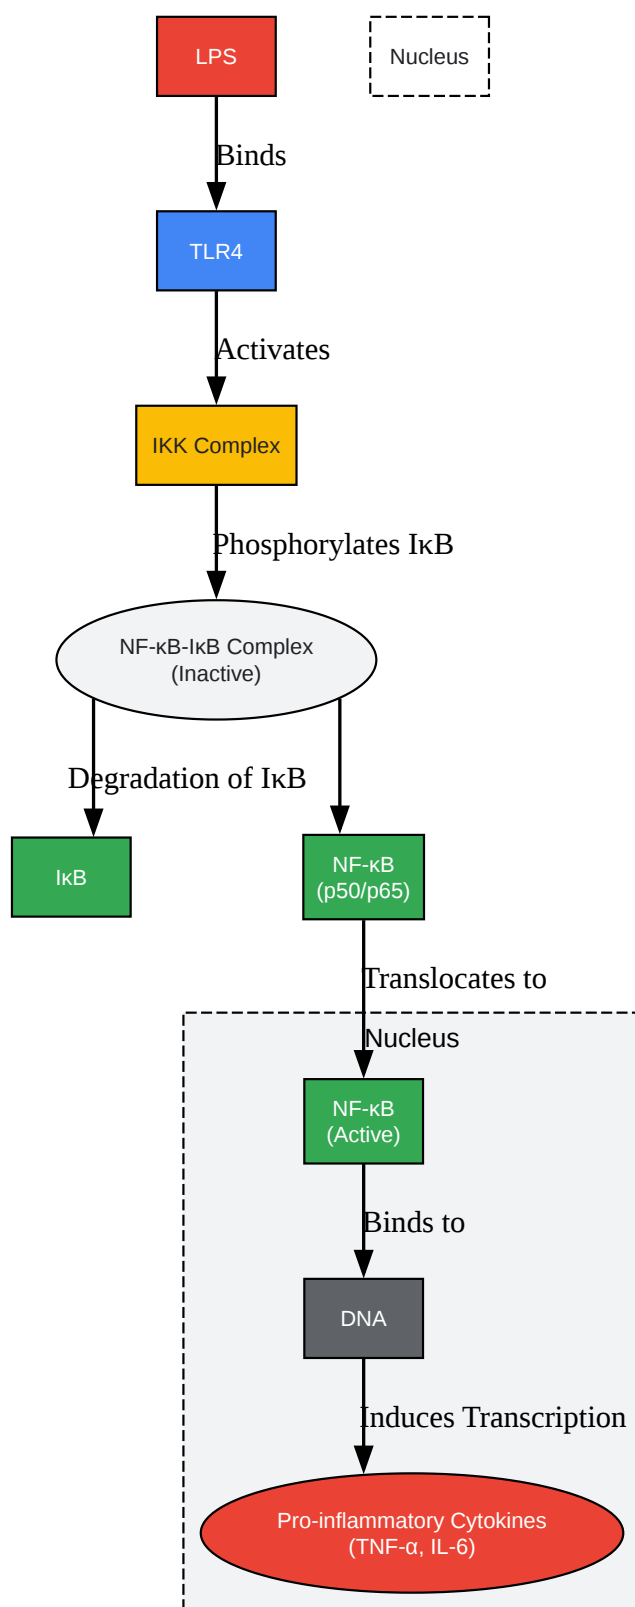 LPS
Nucleus
Binds
TLR4
Activates
IKK Complex
Phosphorylates IκB
NF-κB-IκB Complex
(Inactive)
Degradation of IκB
IκB
NF-κB
(p50/p65)
Translocates to
Nucleus
NF-κB
(Active)
Binds to
DNA
Induces Transcription
Pro-inflammatory Cytokines
(TNF-α, IL-6)